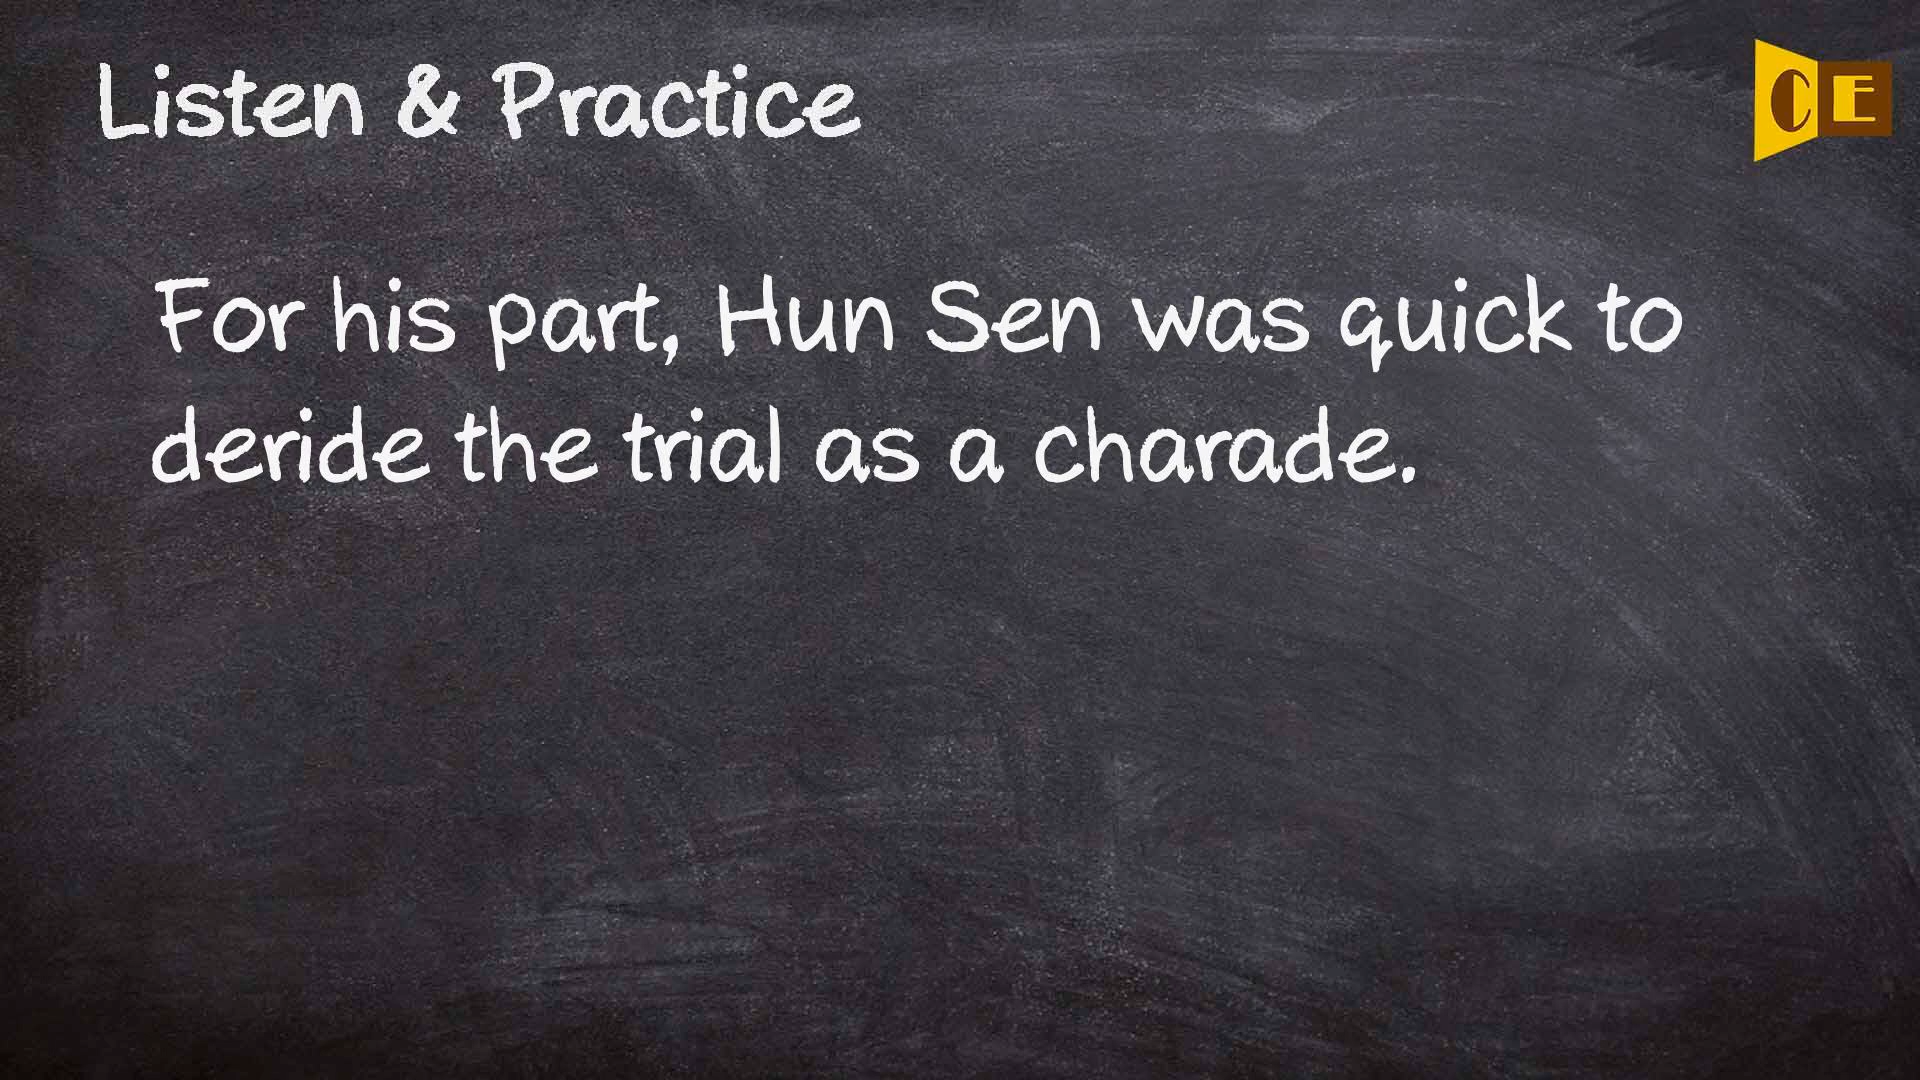 Listen & Practice
CE
For his part, Hun Sen was quick to
deride the trial as a charade.